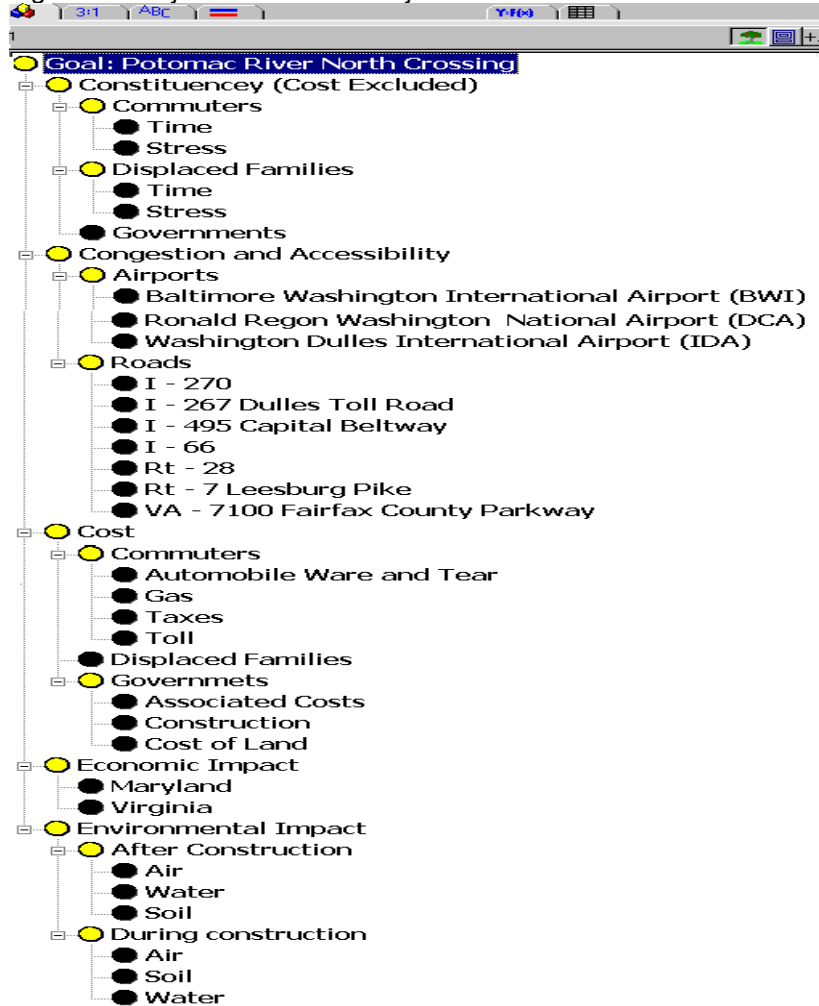 3:1 ABC Y=F(x)
1
Goal: Potomac River North Crossing
Constituencey (Cost Excluded)
Commuters
Time
Stress
Displaced Families
Time
Stress
Governments
Congestion and Accessibility
Airports
Baltimore Washington International Airport (BWI)
Ronald Regon Washington National Airport (DCA)
Washington Dulles International Airport (IDA)
Roads
I - 270
I - 267 Dulles Toll Road
I - 495 Capital Beltway
I - 66
Rt - 28
Rt - 7 Leesburg Pike
VA - 7100 Fairfax County Parkway
Cost
Commuters
Automobile Ware and Tear
Gas
Taxes
Toll
Displaced Families
Governmets
Associated Costs
Construction
Cost of Land
Economic Impact
Maryland
Virginia
Environmental Impact
After Construction
Air
Water
Soil
During construction
Air
Soil
Water